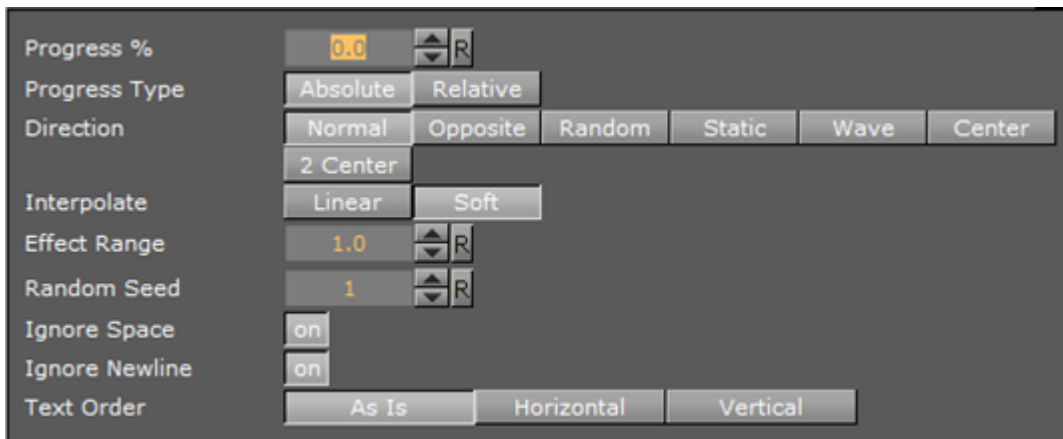 Progress % 0.0 R
Progress Type Absolute Relative
Direction Normal Opposite Random Static Wave Center
2 Center
Interpolate Linear Soft
Effect Range 1.0 R
Random Seed 1 R
Ignore Space on
Ignore Newline on
Text Order As Is Horizontal Vertical